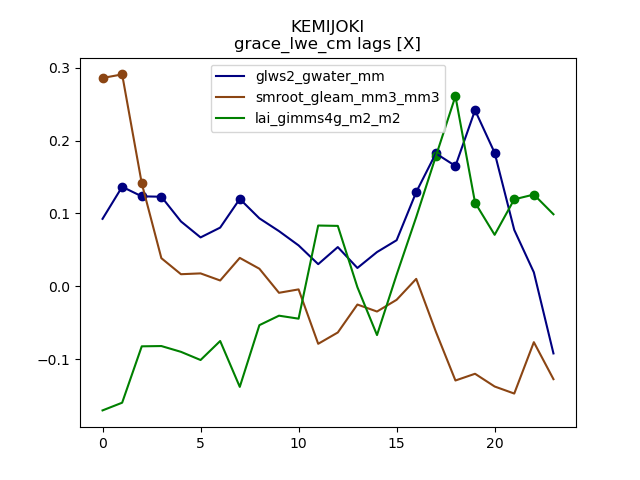 KEMIJOKI
grace_lwe_cm lags [X]
glws2_gwater_mm
smroot_gleam_mm3_mm3
lai_gimms4g_m2_m2
0.3
0.2
0.1
0.0
−0.1
0 5 10 15 20